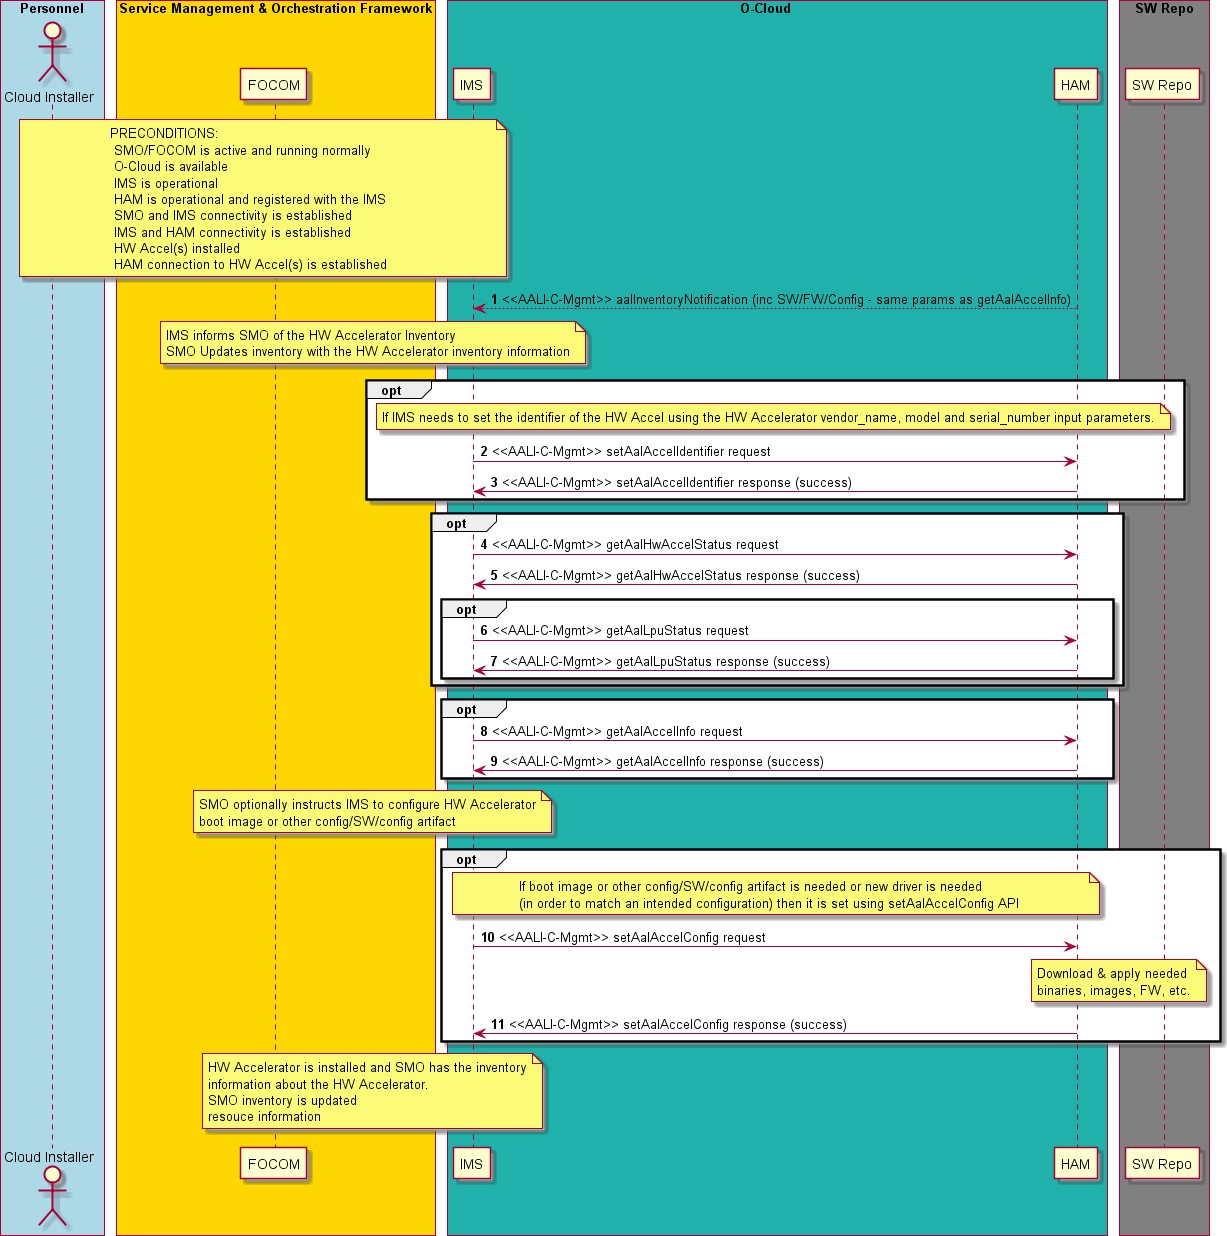 Personnel
Service Management & Orchestration Framework
O-Cloud
SW Repo
Cloud Installer
FOCOM
IMS
HAM
SW Repo
PRECONDITIONS:
SMO/FOCOM is active and running normally
O-Cloud is available
IMS is operational
HAM is operational and registered with the IMS
SMO and IMS connectivity is established
IMS and HAM connectivity is established
HW Accel(s) installed
HAM connection to HW Accel(s) is established
1 <<AALI-C-Mgmt>> aalInventoryNotification (inc SW/FW/Config - same params as getAalAccelInfo)
IMS informs SMO of the HW Accelerator Inventory
SMO Updates inventory with the HW Accelerator inventory information
opt
If IMS needs to set the identifier of the HW Accel using the HW Accelerator vendor_name, model and serial_number input parameters.
2 <<AALI-C-Mgmt>> setAalAccelIdentifier request
3 <<AALI-C-Mgmt>> setAalAccelIdentifier response (success)
opt
4 <<AALI-C-Mgmt>> getAalHwAccelStatus request
5 <<AALI-C-Mgmt>> getAalHwAccelStatus response (success)
opt
6 <<AALI-C-Mgmt>> getAalLpuStatus request
7 <<AALI-C-Mgmt>> getAalLpuStatus response (success)
opt
8 <<AALI-C-Mgmt>> getAalAccelInfo request
9 <<AALI-C-Mgmt>> getAalAccelInfo response (success)
SMO optionally instructs IMS to configure HW Accelerator
boot image or other config/SW/config artifact
opt
If boot image or other config/SW/config artifact is needed or new driver is needed
(in order to match an intended configuration) then it is set using setAalAccelConfig API
10 <<AALI-C-Mgmt>> setAalAccelConfig request
Download & apply needed
binaries, images, FW, etc.
11 <<AALI-C-Mgmt>> setAalAccelConfig response (success)
HW Accelerator is installed and SMO has the inventory
information about the HW Accelerator.
SMO inventory is updated
resouce information
Cloud Installer
FOCOM
IMS
HAM
SW Repo